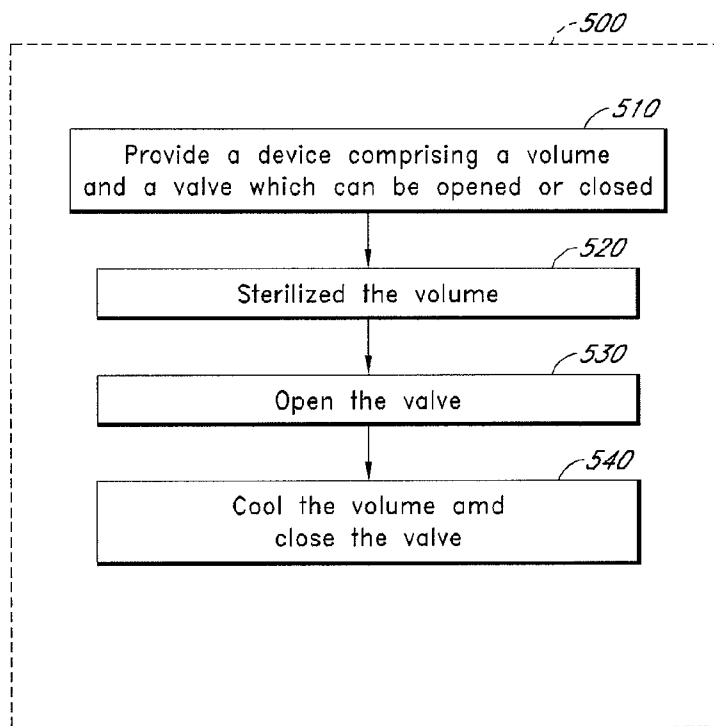 500
510
Provide a device comprising a volume
and a valve which can be opened or closed
520
Sterilized the volume
530
Open the valve
540
Cool the volume amd
close the valve